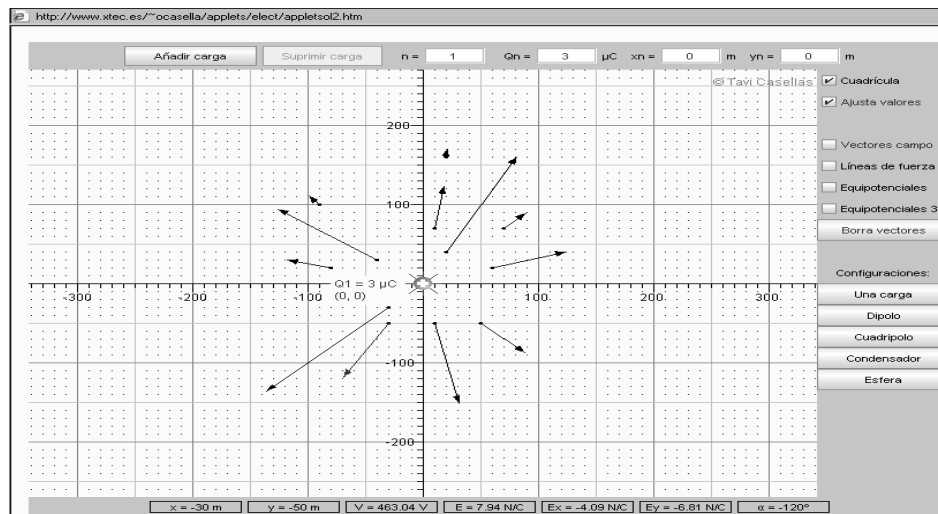 http://www.xtec.es/~ocasella/applets/elect/appletsol2.htm
Añadir carga Suprimir carga n = 1 Qn = 3 µC xn = 0 m yn = 0 m
© Tavi Casellas
Cuadrícula
Ajusta valores
Vectores campo
Líneas de fuerza
Equipotenciales
Equipotenciales 3
Borra vectores
Configuraciones:
Una carga
Dipolo
Cuadripolo
Condensador
Esfera
200
100
Q1 = 3 µC
(0, 0)
-300 -200 -100 100 200 300
-100
-200
x = -30 m y = -50 m V = 463.04 V E = 7.94 N/C Ex = -4.09 N/C Ey = -6.81 N/C α = -120º